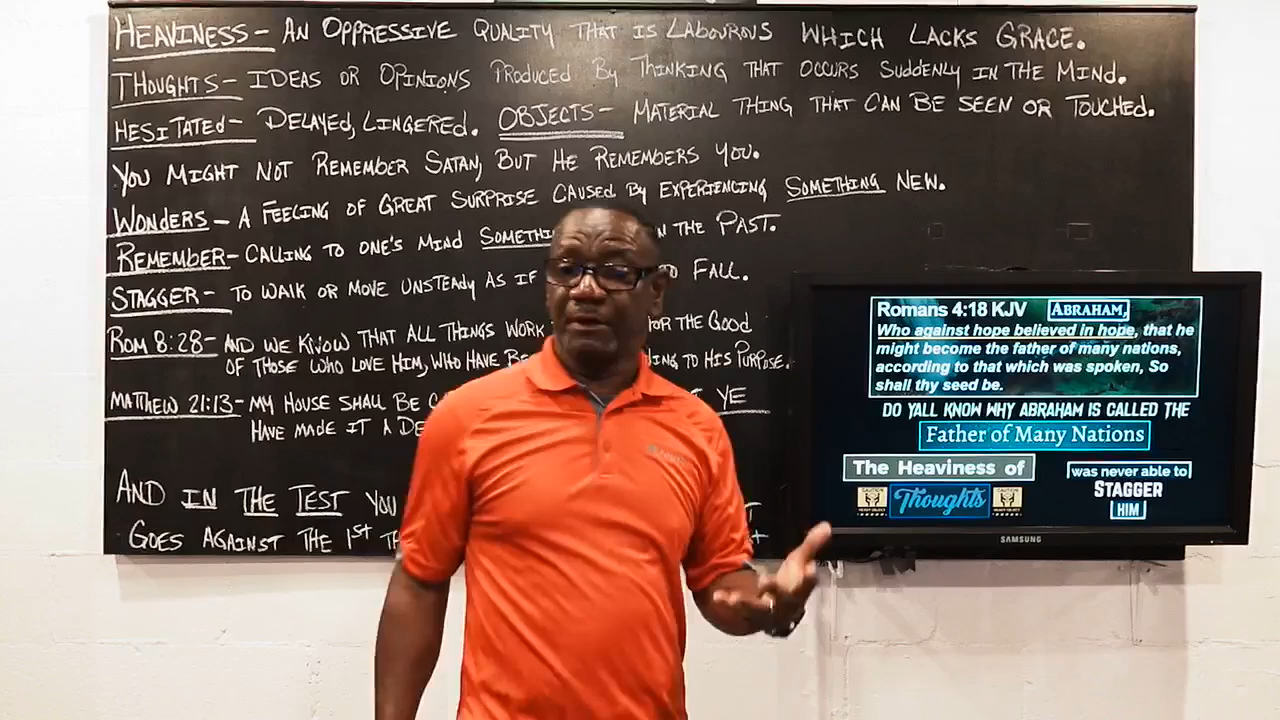 HEAVINESS - AN OPPRESSIVE QUALITY THAT IS LABOUROUS WHICH LACKS GRACE.
THOUGHTS - IDEAS OR OPINIONS PRODUCED BY THINKING THAT OCCURS SUDDENLY IN THE MIND.
HESITATED - DELAYED, LINGERED. OBJECTS - MATERIAL THING THAT CAN BE SEEN OR TOUCHED.
YOU MIGHT NOT REMEMBER SATAN, BUT HE REMEMBERS YOU.
WONDERS - A FEELING OF GREAT SURPRISE CAUSED BY EXPERIENCING SOMETHING NEW.
REMEMBER - CALLING TO ONE'S MIND THE PAST.
STAGGER - TO WALK OR MOVE UNSTEADY AS IF FALL.
ROM 8:28 - AND WE KNOW THAT ALL THINGS WORK FOR THE GOOD
OF THOSE WHO LOVE HIM, WHO HAVE TO HIS PURPOSE.
MATTHEW 21:13 - MY HOUSE SHALL BE YE
HAVE MADE IT A
AND IN THE TEST YOU
GOES AGAINST THE 1ST
Romans 4:18 KJV ABRAHAM,
Who against hope believed in hope, that he
might become the father of many nations,
according to that which was spoken, So
shall thy seed be.
DO YALL KNOW WHY ABRAHAM IS CALLED THE
Father of Many Nations
The Heaviness of
Thoughts
was never able to
STAGGER
HIM
SAMSUNG